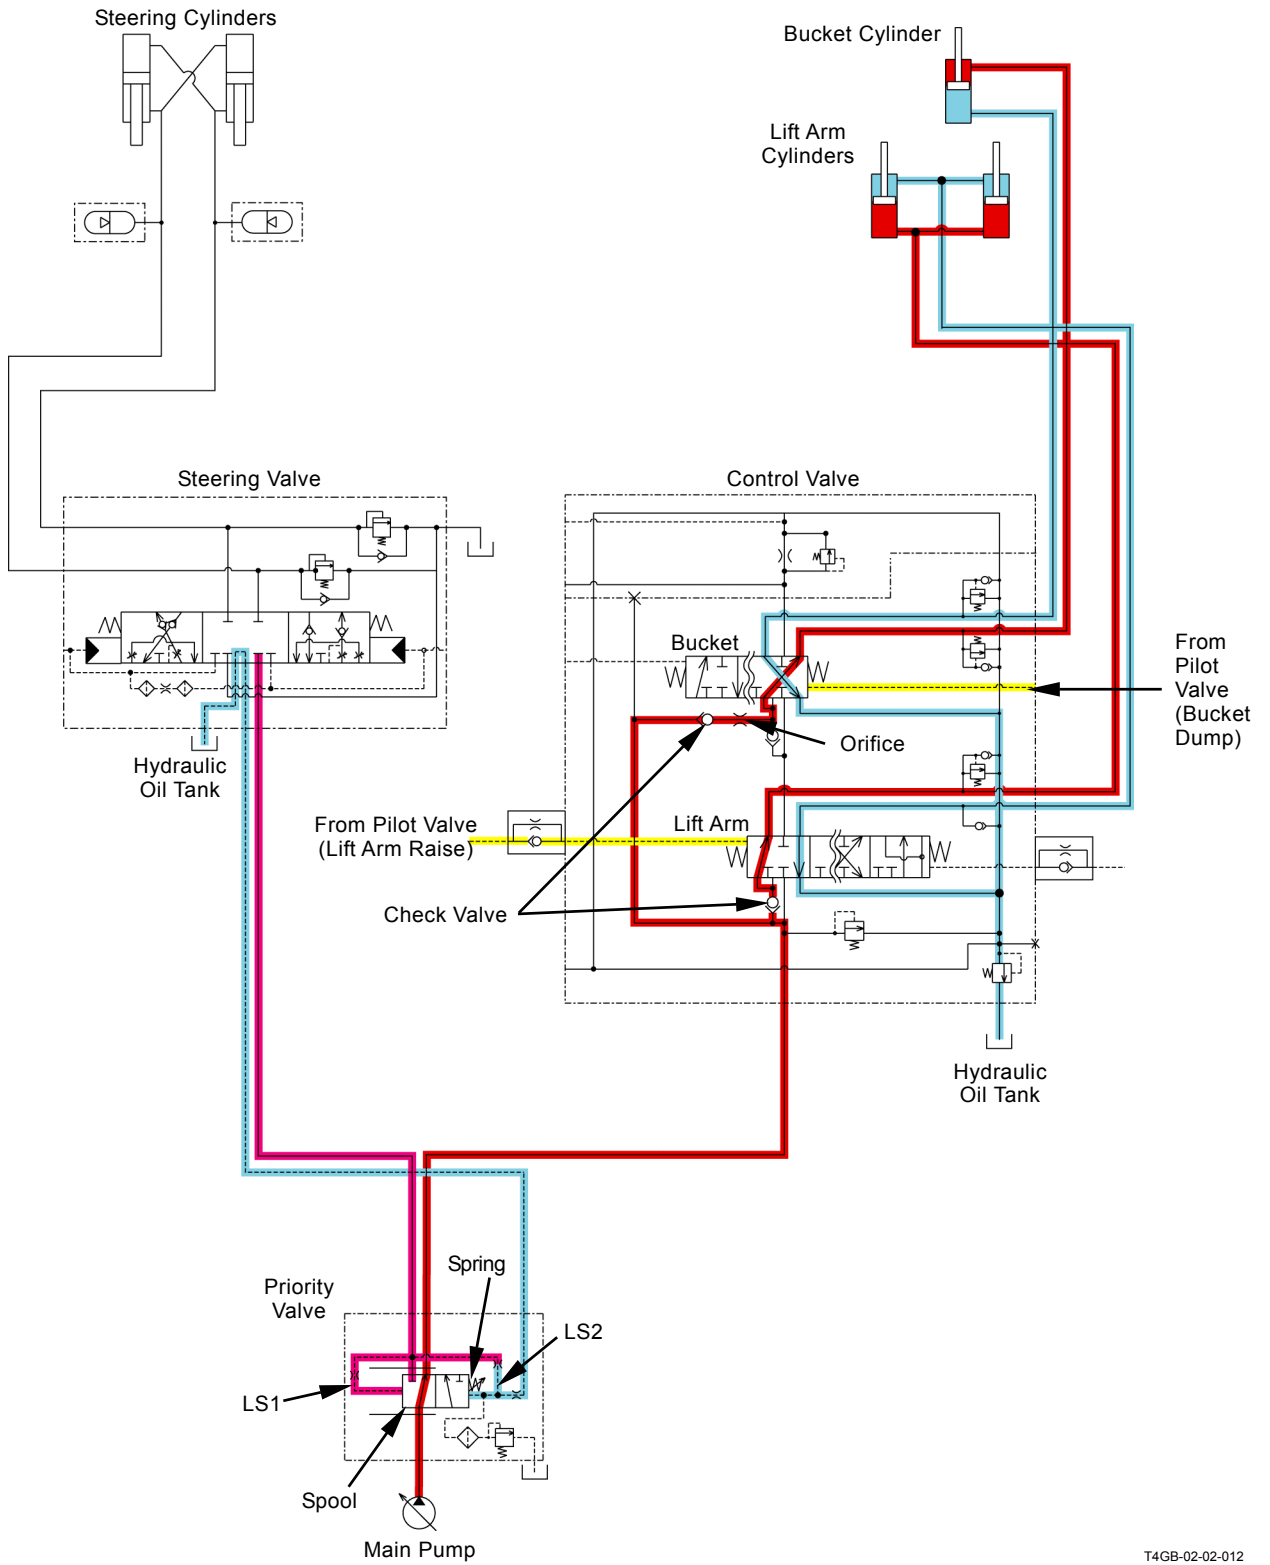 Steering Cylinders
Bucket Cylinder
Lift Arm
Cylinders
Steering Valve
Control Valve
Bucket
From
Pilot
Valve
(Bucket
Dump)
Orifice
Hydraulic
Oil Tank
From Pilot Valve
(Lift Arm Raise)
Lift Arm
Check Valve
Hydraulic
Oil Tank
Spring
Priority
Valve
LS2
LS1
Spool
Main Pump
T4GB-02-02-012